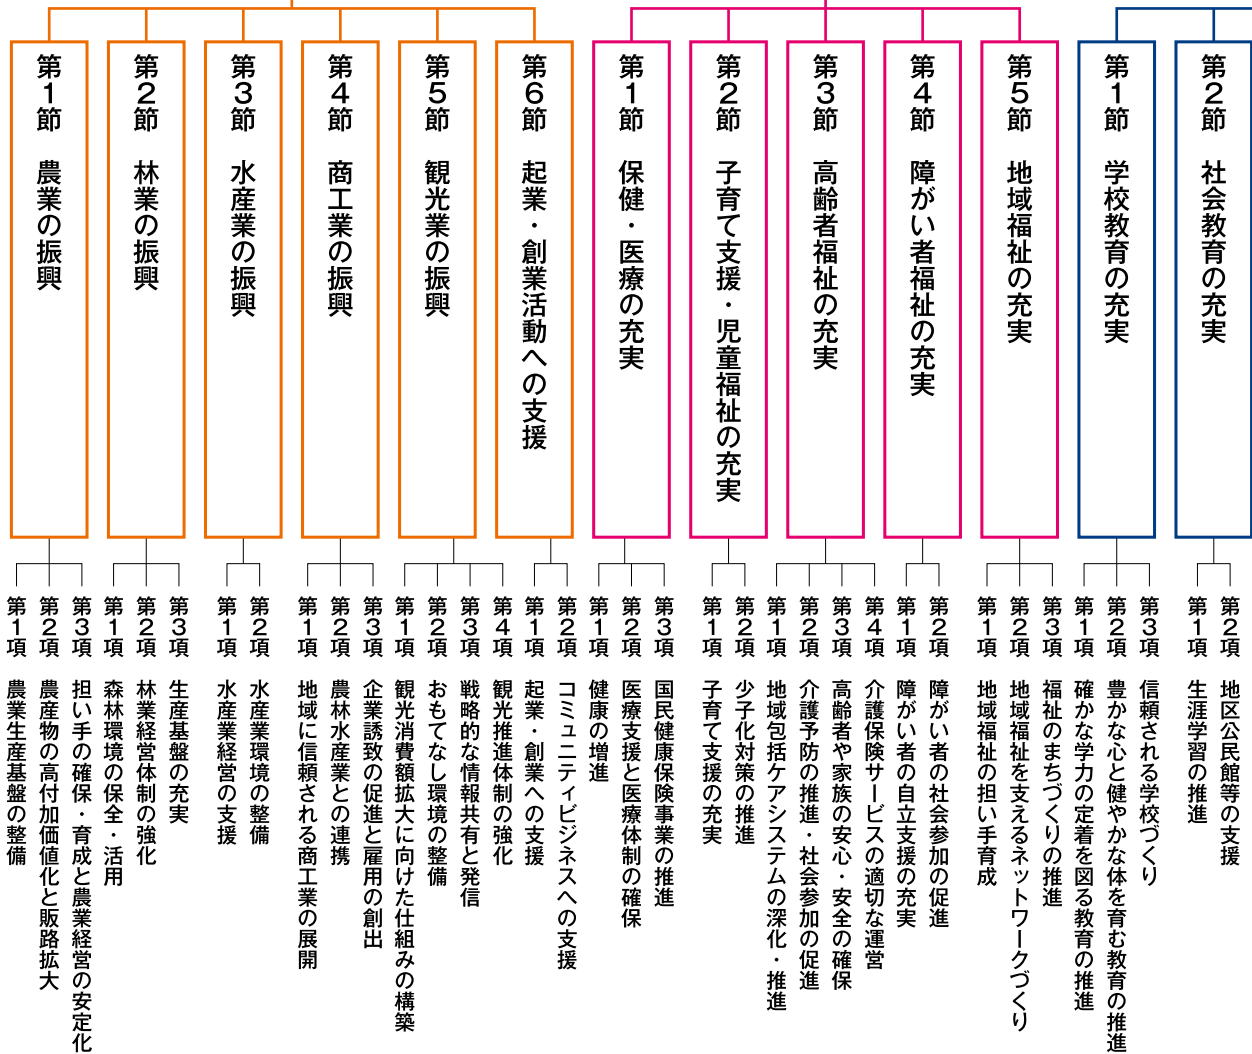 第1節　農業の振興
第2節　林業の振興
第3節　水産業の振興
第4節　商工業の振興
第5節　観光業の振興
第6節　起業・創業活動への支援
第1節　保健・医療の充実
第2節　子育て支援・児童福祉の充実
第3節　高齢者福祉の充実
第4節　障がい者福祉の充実
第5節　地域福祉の充実
第1節　学校教育の充実
第2節　社会教育の充実
第1項　農業生産基盤の整備
第2項　農産物の高付加価値化と販路拡大
第3項　担い手の確保・育成と農業経営の安定化
第1項　森林環境の保全・活用
第2項　林業経営体制の強化
第3項　生産基盤の充実
第1項　水産業経営の支援
第2項　水産業環境の整備
第1項　地域に信頼される商工業の展開
第2項　農林水産業との連携
第3項　企業誘致の促進と雇用の創出
第1項　観光消費額拡大に向けた仕組みの構築
第2項　おもてなし環境の整備
第3項　戦略的な情報共有と発信
第4項　観光推進体制の強化
第1項　起業・創業への支援
第2項　コミュニティビジネスへの支援
第1項　健康の増進
第2項　医療支援と医療体制の確保
第3項　国民健康保険事業の推進
第1項　子育て支援の充実
第2項　少子化対策の推進
第1項　地域包括ケアシステムの深化・推進
第2項　介護予防の推進・社会参加の促進
第3項　高齢者や家族の安心・安全の確保
第4項　介護保険サービスの適切な運営
第1項　障がい者の自立支援の充実
第2項　障がい者の社会参加の促進
第1項　地域福祉の担い手育成
第2項　地域福祉を支えるネットワークづくり
第3項　福祉のまちづくりの推進
第1項　確かな学力の定着を図る教育の推進
第2項　豊かな心と健やかな体を育む教育の推進
第3項　信頼される学校づくり
第1項　生涯学習の推進
第2項　地区公民館等の支援